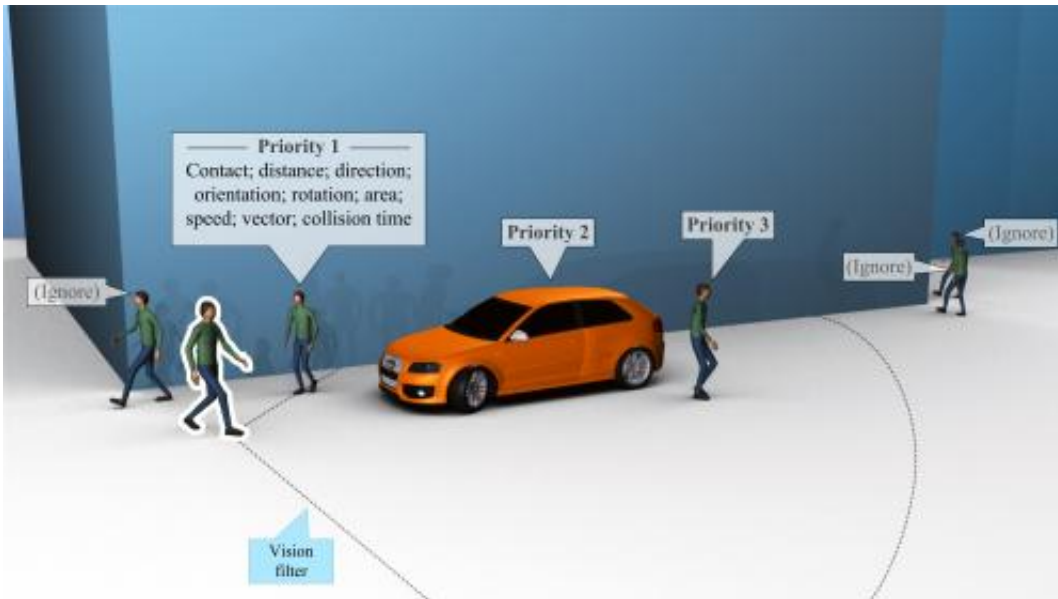 Priority 1
Contact; distance; direction;
orientation; rotation; area;
speed; vector; collision time
Priority 2
Priority 3
(Ignore)
(Ignore)
(Ignore)
Vision
filter